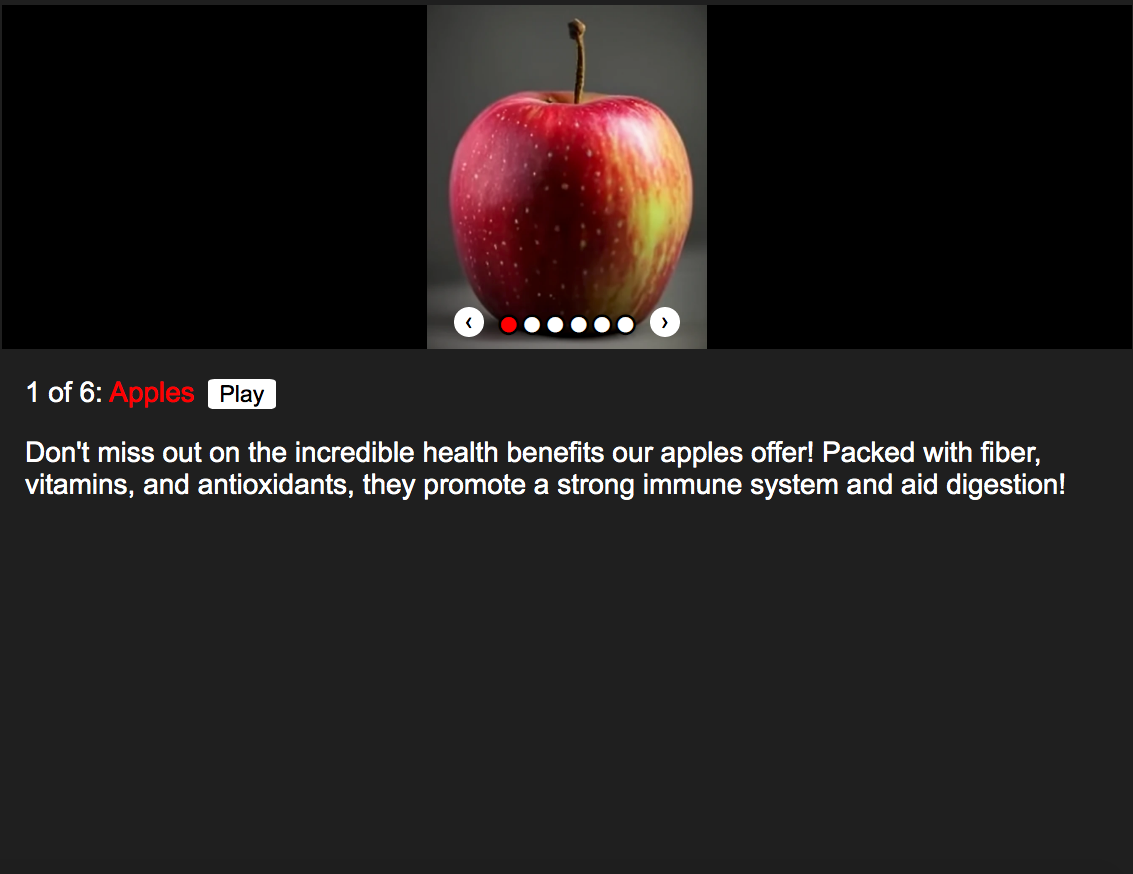 ‹ ›
1 of 6: Apples Play
Don't miss out on the incredible health benefits our apples offer! Packed with fiber,
vitamins, and antioxidants, they promote a strong immune system and aid digestion!